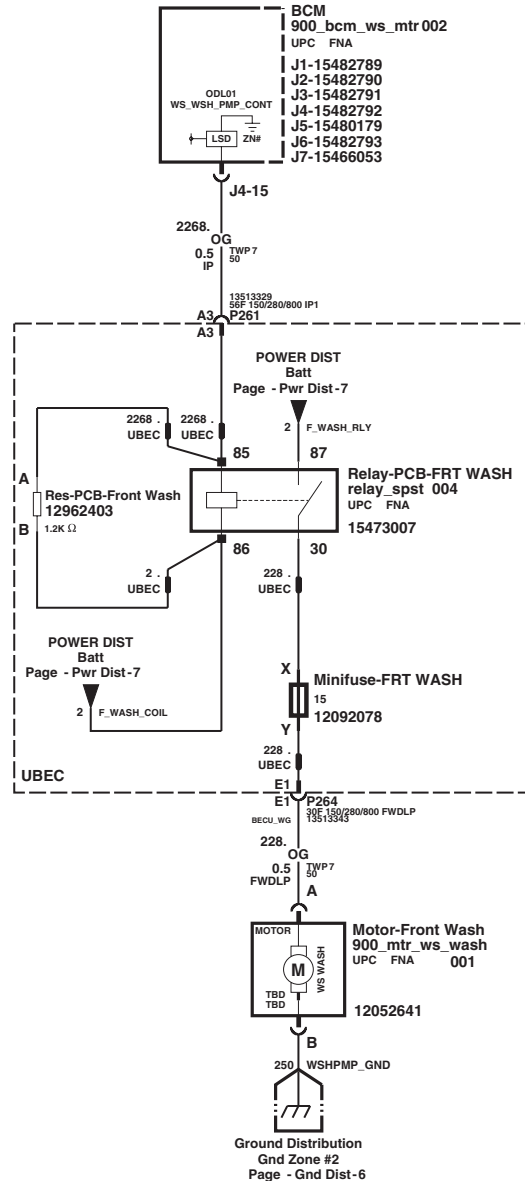 BCM
900_bcm_ws_mtr 002
UPC FNA
J1-15482789
J2-15482790
J3-15482791
J4-15482792
J5-15480179
J6-15482793
J7-15466053
ODL01
WS_WSH_PMP_CONT
LSD ZN#
J4-15
2268.
OG
0.5 TWP7
IP 50
13513329
56F 150/280/800 IP1
A3 P261
A3
POWER DIST
Batt
Page - Pwr Dist-7
2 F_WASH_RLY
2268 . 2268 .
UBEC UBEC
85 87
A
Res-PCB-Front Wash
12962403
B 1.2K Ω
Relay-PCB-FRT WASH
relay_spst 004
UPC FNA
15473007
86 30
2 . 228 .
UBEC UBEC
POWER DIST
Batt
Page - Pwr Dist-7
2 F_WASH_COIL
X
Minifuse-FRT WASH
15
12092078
Y
228 .
UBEC
UBEC
E1
E1 P264
BECU_WG 30F 150/280/800 FWDLP
13513343
228.
OG
0.5 TWP7
FWDLP 50
A
MOTOR
M
WS WASH
TBD
TBD
Motor-Front Wash
900_mtr_ws_wash
UPC FNA 001
12052641
B
250 WSHPMP_GND
Ground Distribution
Gnd Zone #2
Page - Gnd Dist-6